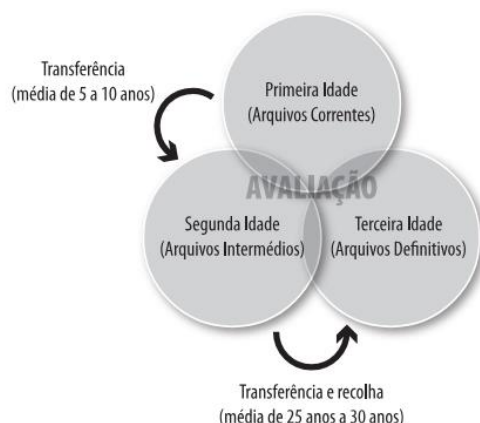 Transferência
(média de 5 a 10 anos)
Primeira Idade
(Arquivos Correntes)
AVALIAÇÃO
Segunda Idade
(Arquivos Intermédios)
Terceira Idade
(Arquivos Definitivos)
Transferência e recolha
(média de 25 anos a 30 anos)